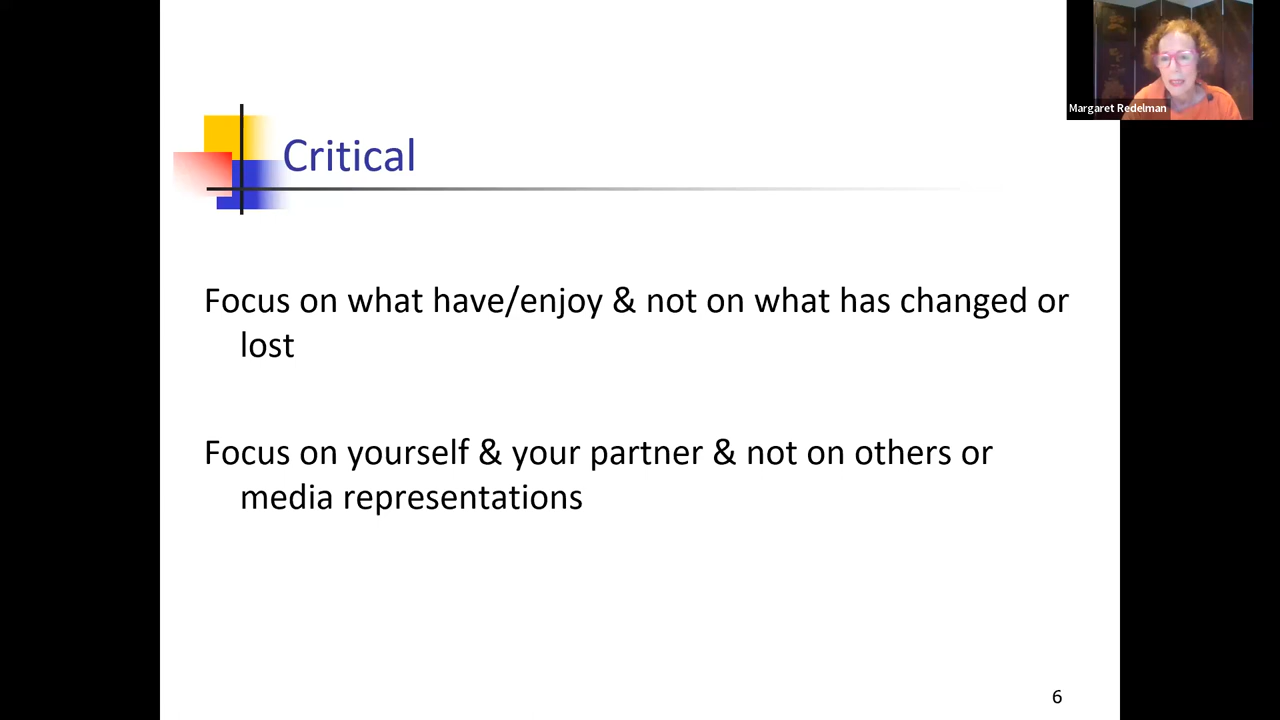 Margaret Redelman
Critical
Focus on what have/enjoy & not on what has changed or
lost
Focus on yourself & your partner & not on others or
media representations
6